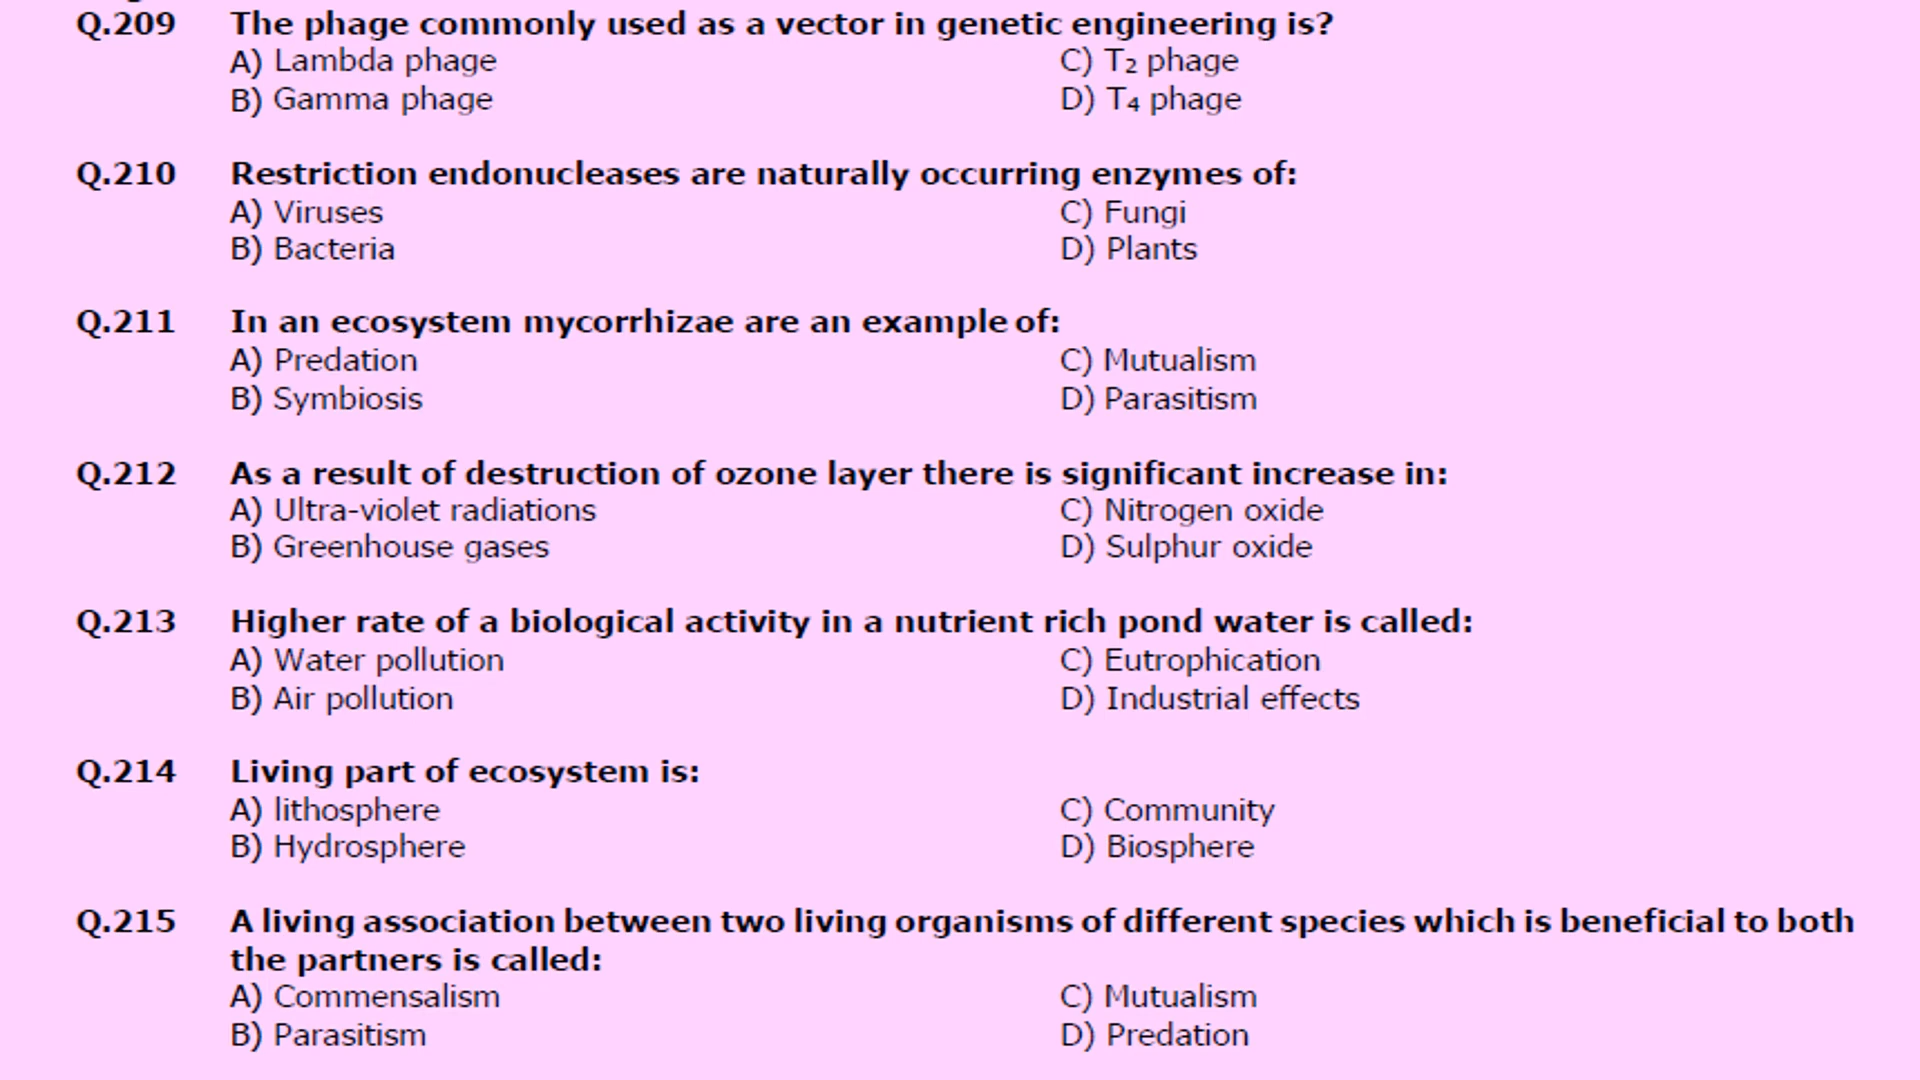 Q.209 The phage commonly used as a vector in genetic engineering is?
A) Lambda phage C) T₂ phage
B) Gamma phage D) T₄ phage
Q.210 Restriction endonucleases are naturally occurring enzymes of:
A) Viruses C) Fungi
B) Bacteria D) Plants
Q.211 In an ecosystem mycorrhizae are an example of:
A) Predation C) Mutualism
B) Symbiosis D) Parasitism
Q.212 As a result of destruction of ozone layer there is significant increase in:
A) Ultra-violet radiations C) Nitrogen oxide
B) Greenhouse gases D) Sulphur oxide
Q.213 Higher rate of a biological activity in a nutrient rich pond water is called:
A) Water pollution C) Eutrophication
B) Air pollution D) Industrial effects
Q.214 Living part of ecosystem is:
A) lithosphere C) Community
B) Hydrosphere D) Biosphere
Q.215 A living association between two living organisms of different species which is beneficial to both
the partners is called:
A) Commensalism C) Mutualism
B) Parasitism D) Predation